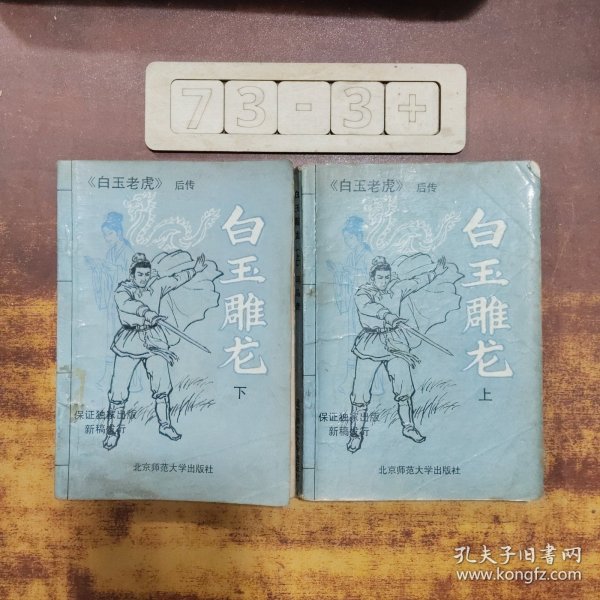 73-3+
《白玉老虎》 后传
白玉雕龙
下
保证独家出版
新稿发行
北京师范大学出版社
《白玉老虎》 后传
白玉雕龙
上
保证独家出版
新稿发行
北京师范大学出版社
孔夫子旧书网
www.kongfz.com